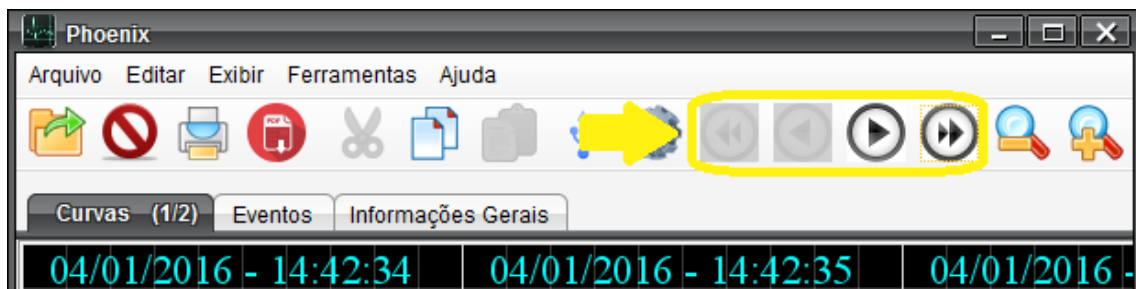 Phoenix
Arquivo Editar Exibir Ferramentas Ajuda
PDF
Curvas (1/2) Eventos Informações Gerais
04/01/2016 - 14:42:34 04/01/2016 - 14:42:35 04/01/2016 -